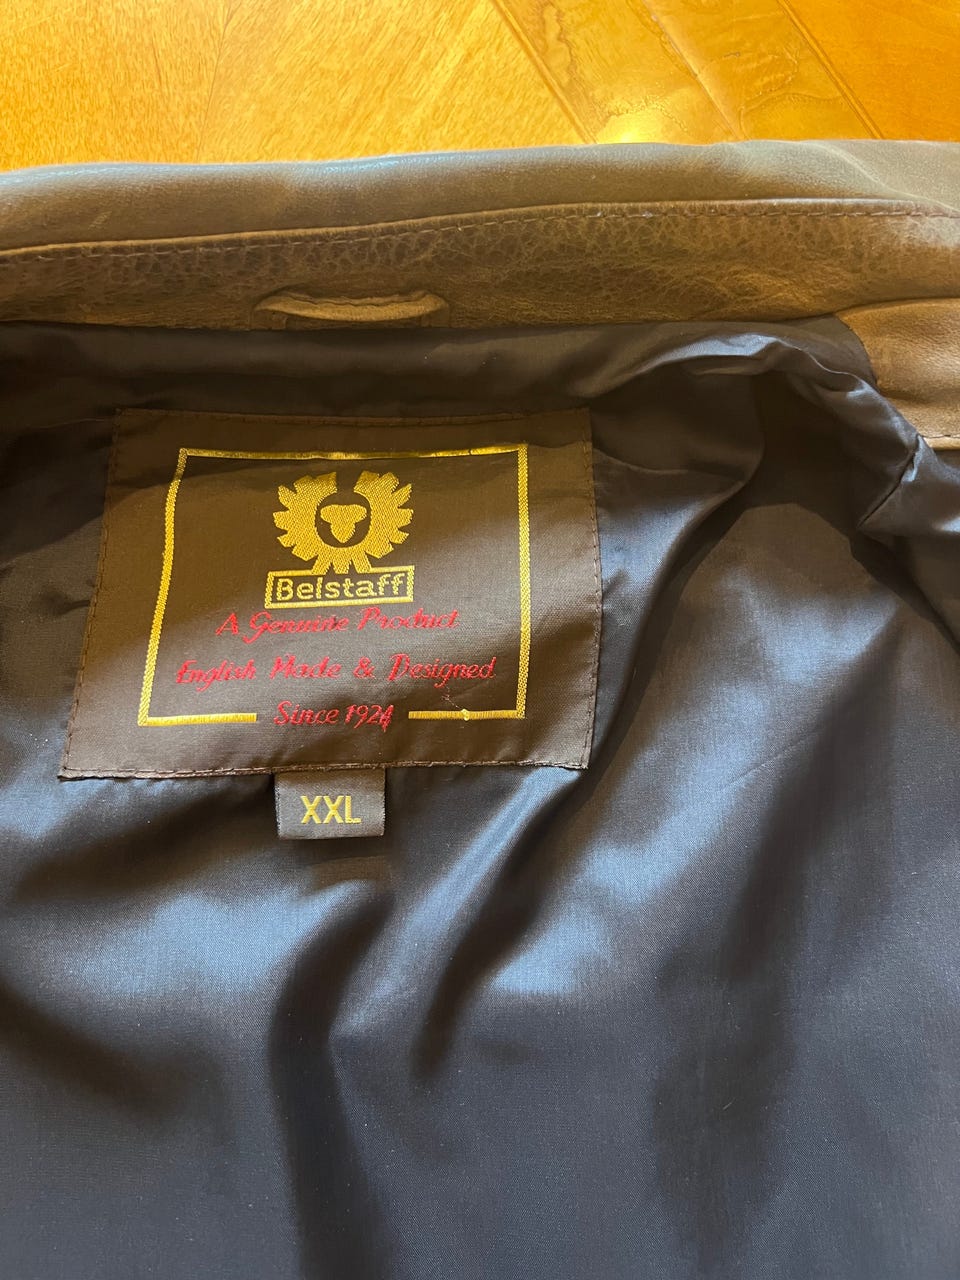 Belstaff
A Genuine Product
English Made & Designed
Since 1924
XXL